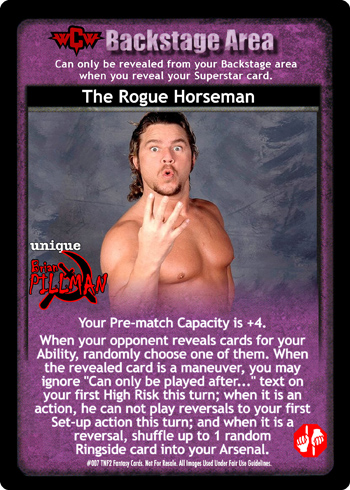 WCW
Backstage Area
Can only be revealed from your Backstage area
when you reveal your Superstar card.
The Rogue Horseman
unique
Brian
PILLMAN
Your Pre-match Capacity is +4.
When your opponent reveals cards for your
Ability, randomly choose one of them. When
the revealed card is a maneuver, you may
ignore "Can only be played after..." text on
your first High Risk this turn; when it is an
action, he can not play reversals to your first
Set-up action this turn; and when it is a
reversal, shuffle up to 1 random
Ringside card into your Arsenal.
#007 TNF2 Fantasy Cards. Not For Resale. All Images Used Under Fair Use Guidelines.